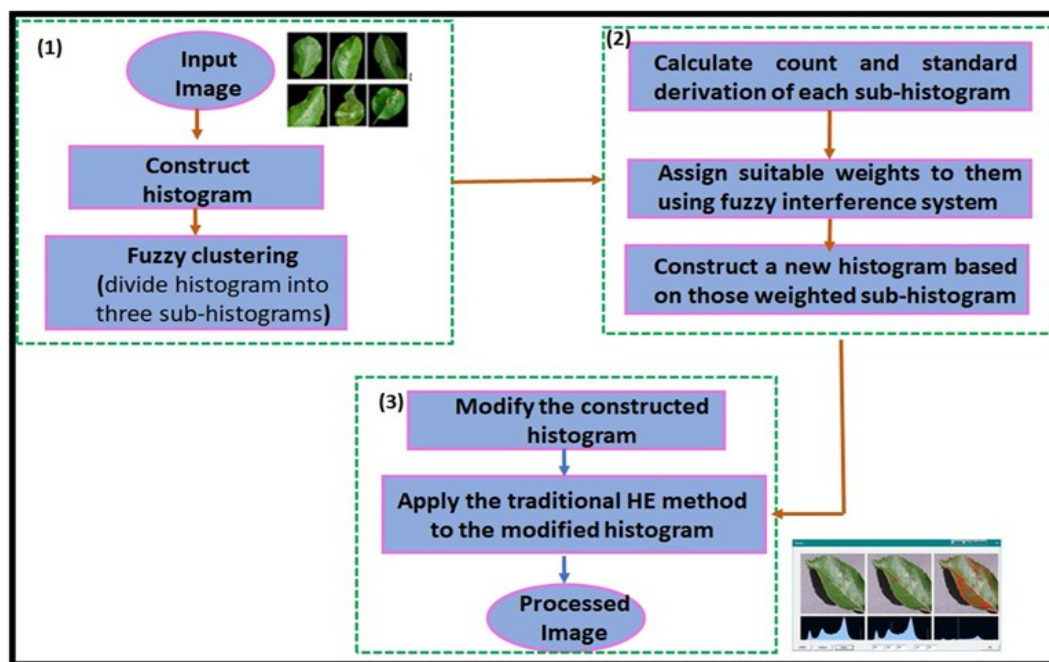 (1)
Input
Image
Construct
histogram
Fuzzy clustering
(divide histogram into
three sub-histograms)
(2)
Calculate count and standard
derivation of each sub-histogram
Assign suitable weights to them
using fuzzy interference system
Construct a new histogram based
on those weighted sub-histogram
(3)
Modify the constructed
histogram
Apply the traditional HE method
to the modified histogram
Processed
Image